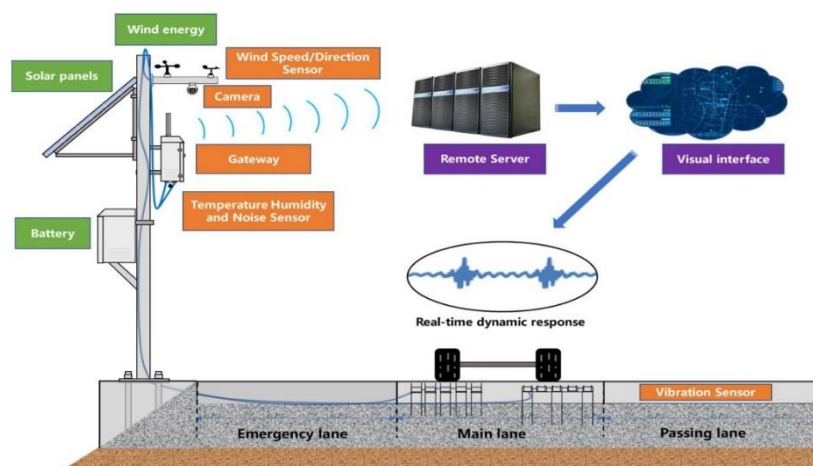 Wind energy
Solar panels
Wind Speed/Direction
Sensor
Camera
Gateway
Remote Server
Visual interface
Temperature Humidity
and Noise Sensor
Battery
Real-time dynamic response
Vibration Sensor
Emergency lane
Main lane
Passing lane